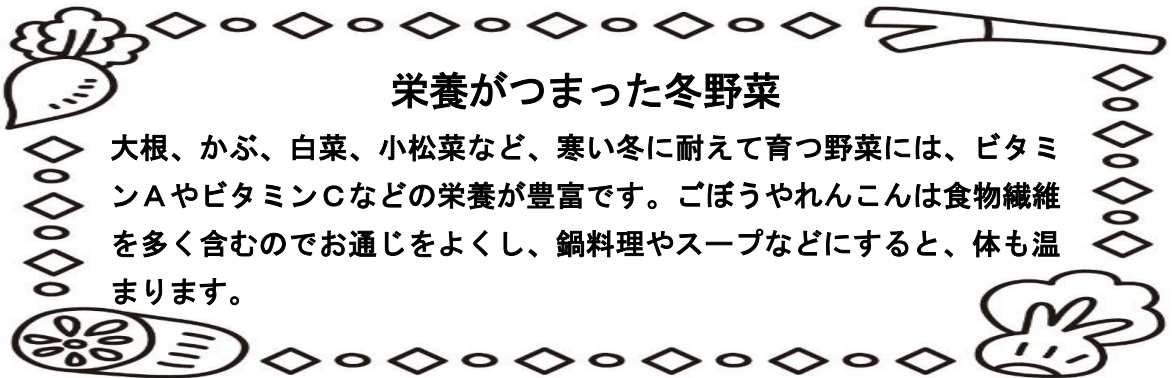 栄養がつまった冬野菜
大根、かぶ、白菜、小松菜など、寒い冬に耐えて育つ野菜には、ビタミ
ンAやビタミンCなどの栄養が豊富です。ごぼうやれんこんは食物繊維
を多く含むのでお通じをよくし、鍋料理やスープなどにすると、体も温
まります。